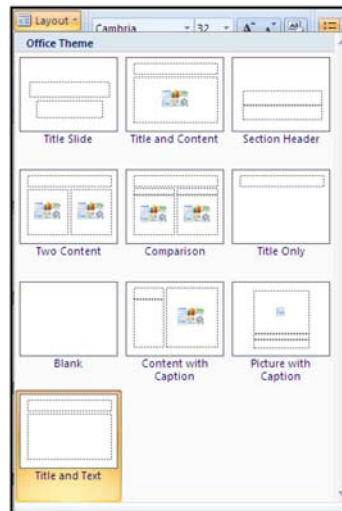 Layout
Cambria 32 A A Aa
Office Theme
Title Slide Title and Content Section Header
Two Content Comparison Title Only
Blank Content with Caption Picture with Caption
Title and Text